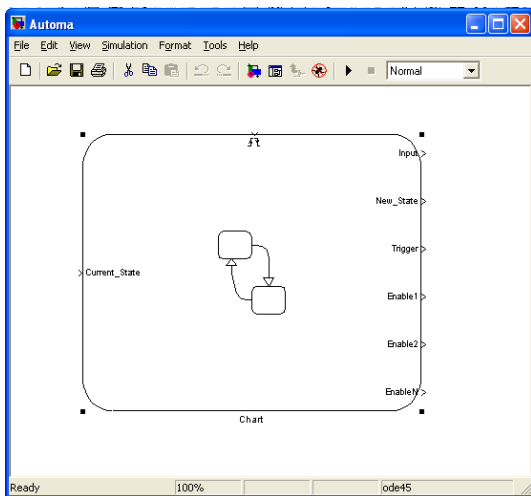 Automa
File Edit View Simulation Format Tools Help
Normal
Input
New_State
Trigger
Current_State
Enable1
Enable2
EnableN
Chart
Ready 100% ode45